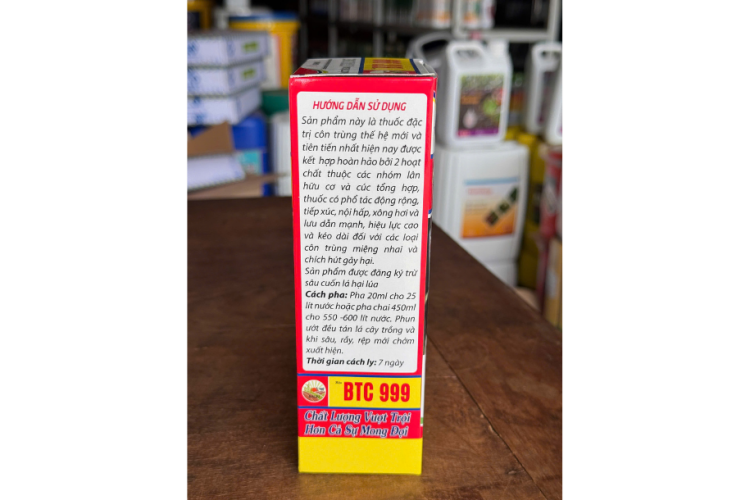 HƯỚNG DẪN SỬ DỤNG
Sản phẩm này là thuốc đặc
trị côn trùng thế hệ mới và
tiên tiến nhất hiện nay được
kết hợp hoàn hảo bởi 2 hoạt
chất thuộc các nhóm lân
hữu cơ và cúc tổng hợp,
thuốc có phổ tác động rộng,
tiếp xúc, nội hấp, xông hơi và
lưu dẫn mạnh, hiệu lực cao
và kéo dài đối với các loại
côn trùng miệng nhai và
chích hút gây hại.
Sản phẩm được đăng ký trừ
sâu cuốn lá hại lúa
Cách pha: Pha 20ml cho 25
lít nước hoặc pha chai 450ml
cho 550 -600 lít nước. Phun
ướt đều tán lá cây trồng và
khi sâu, rầy, rệp mới chớm
xuất hiện.
Thời gian cách ly: 7 ngày
BTC 999
Chất Lượng Vượt Trội
Hơn Cả Sự Mong Đợi